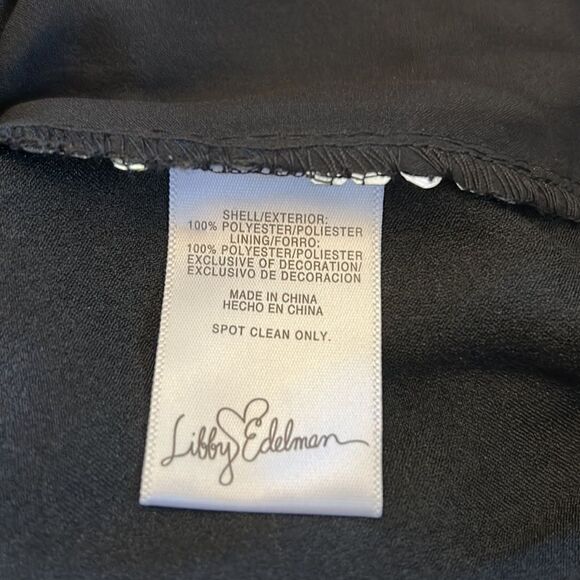 SHELL/EXTERIOR:
100% POLYESTER/POLIESTER
LINING/FORRO:
100% POLYESTER/POLIESTER
EXCLUSIVE OF DECORATION/
EXCLUSIVO DE DECORACION
MADE IN CHINA
HECHO EN CHINA
SPOT CLEAN ONLY.
Libby Edelman